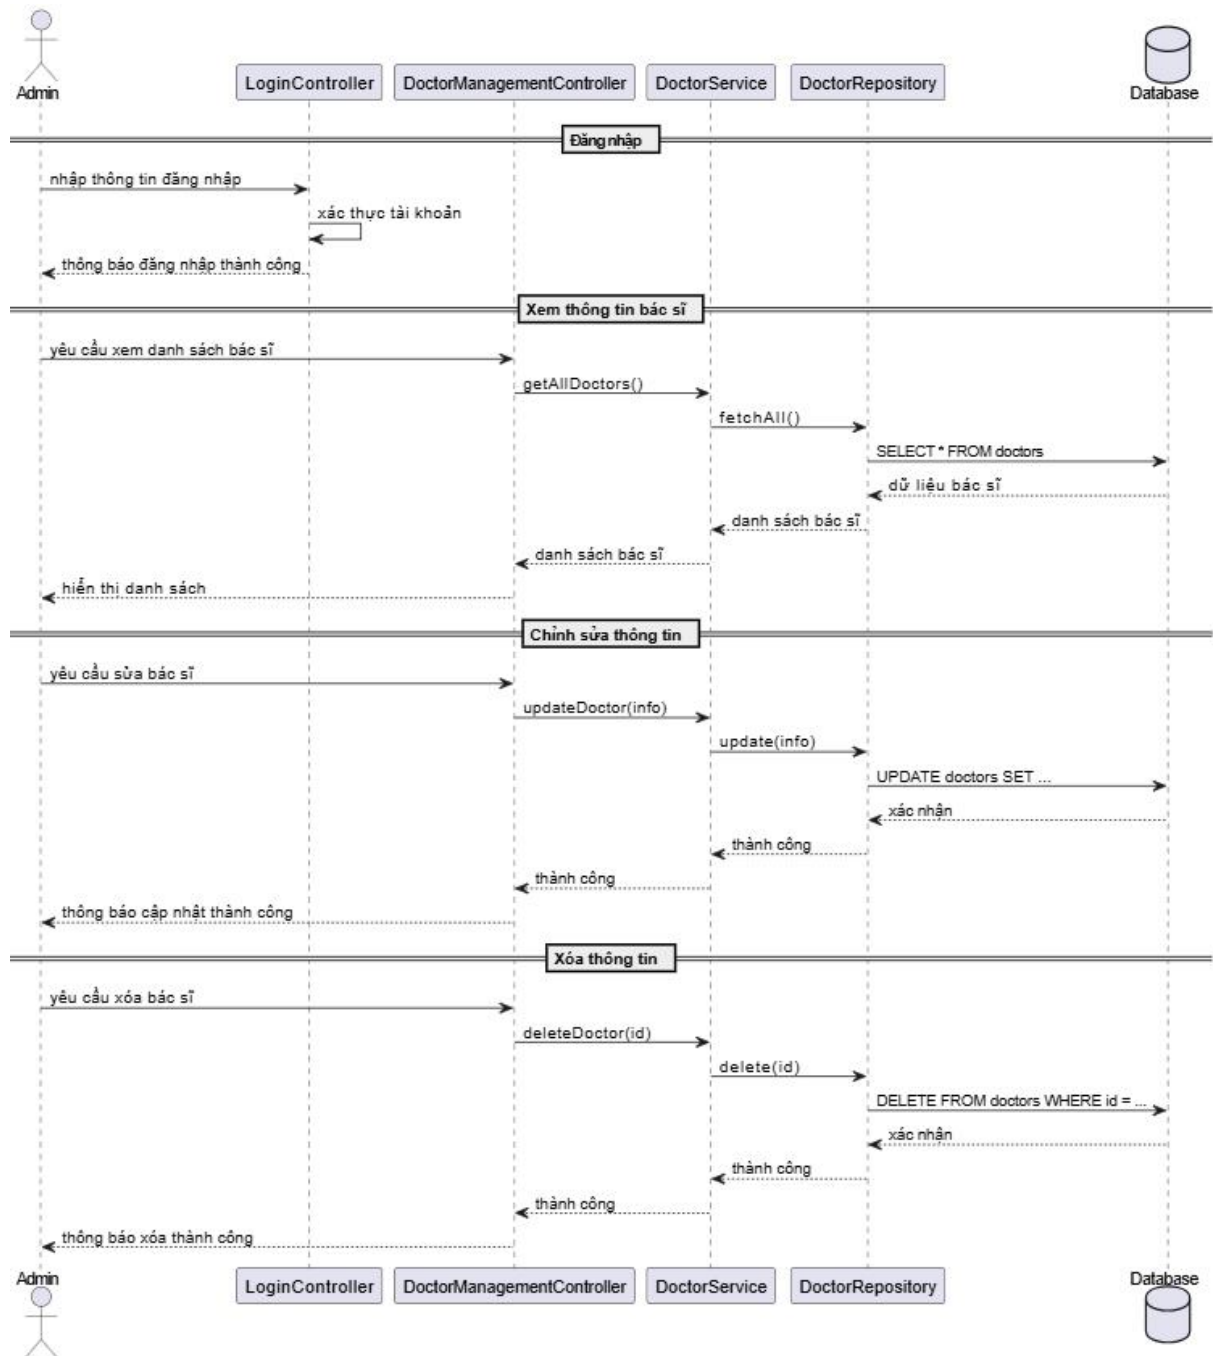 Admin
LoginController
DoctorManagementController
DoctorService
DoctorRepository
Database
Đăng nhập
nhập thông tin đăng nhập
xác thực tài khoản
thông báo đăng nhập thành công
Xem thông tin bác sĩ
yêu cầu xem danh sách bác sĩ
getAllDoctors()
fetchAll()
SELECT * FROM doctors
dữ liệu bác sĩ
danh sách bác sĩ
danh sách bác sĩ
hiển thị danh sách
Chỉnh sửa thông tin
yêu cầu sửa bác sĩ
updateDoctor(info)
update(info)
UPDATE doctors SET ...
xác nhận
thành công
thành công
thông báo cập nhật thành công
Xóa thông tin
yêu cầu xóa bác sĩ
deleteDoctor(id)
delete(id)
DELETE FROM doctors WHERE id = ...
xác nhận
thành công
thành công
thông báo xóa thành công
Admin
LoginController
DoctorManagementController
DoctorService
DoctorRepository
Database